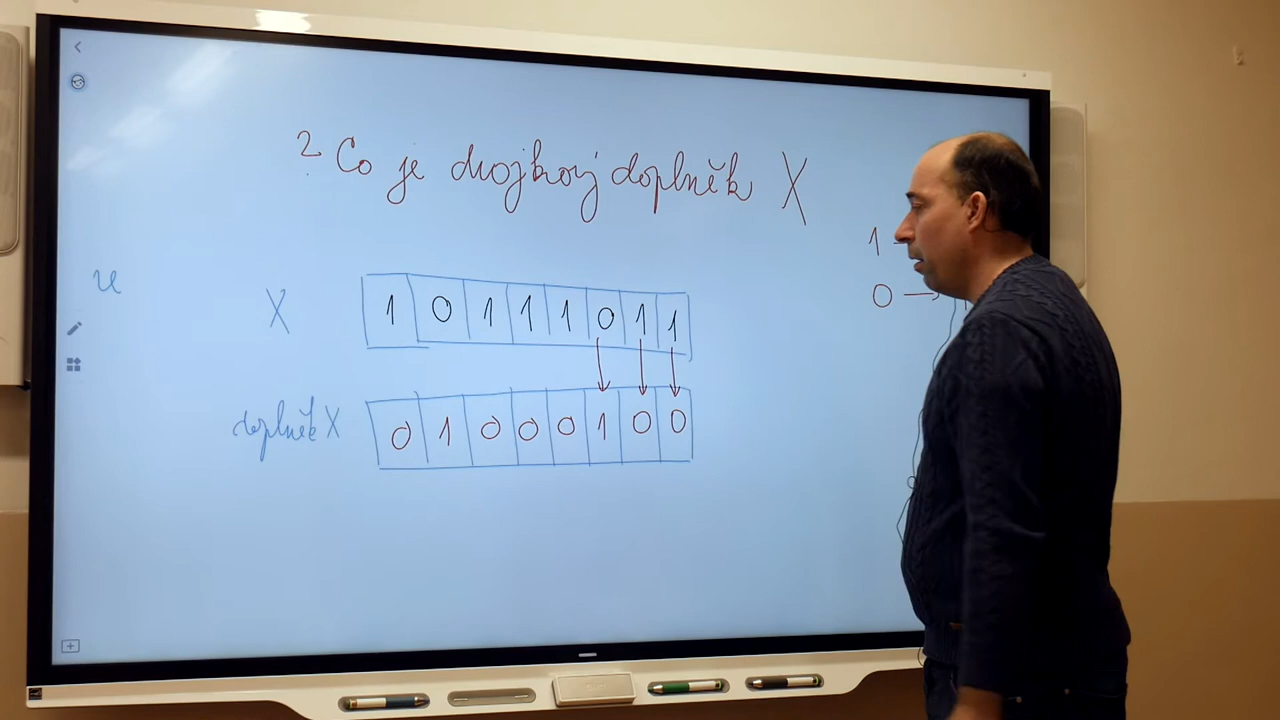 ? Co je dvojkový doplněk X
1 -
0 →
u
X 1 0 1 1 1 0 1 1
doplněk X 0 1 0 0 0 1 0 0